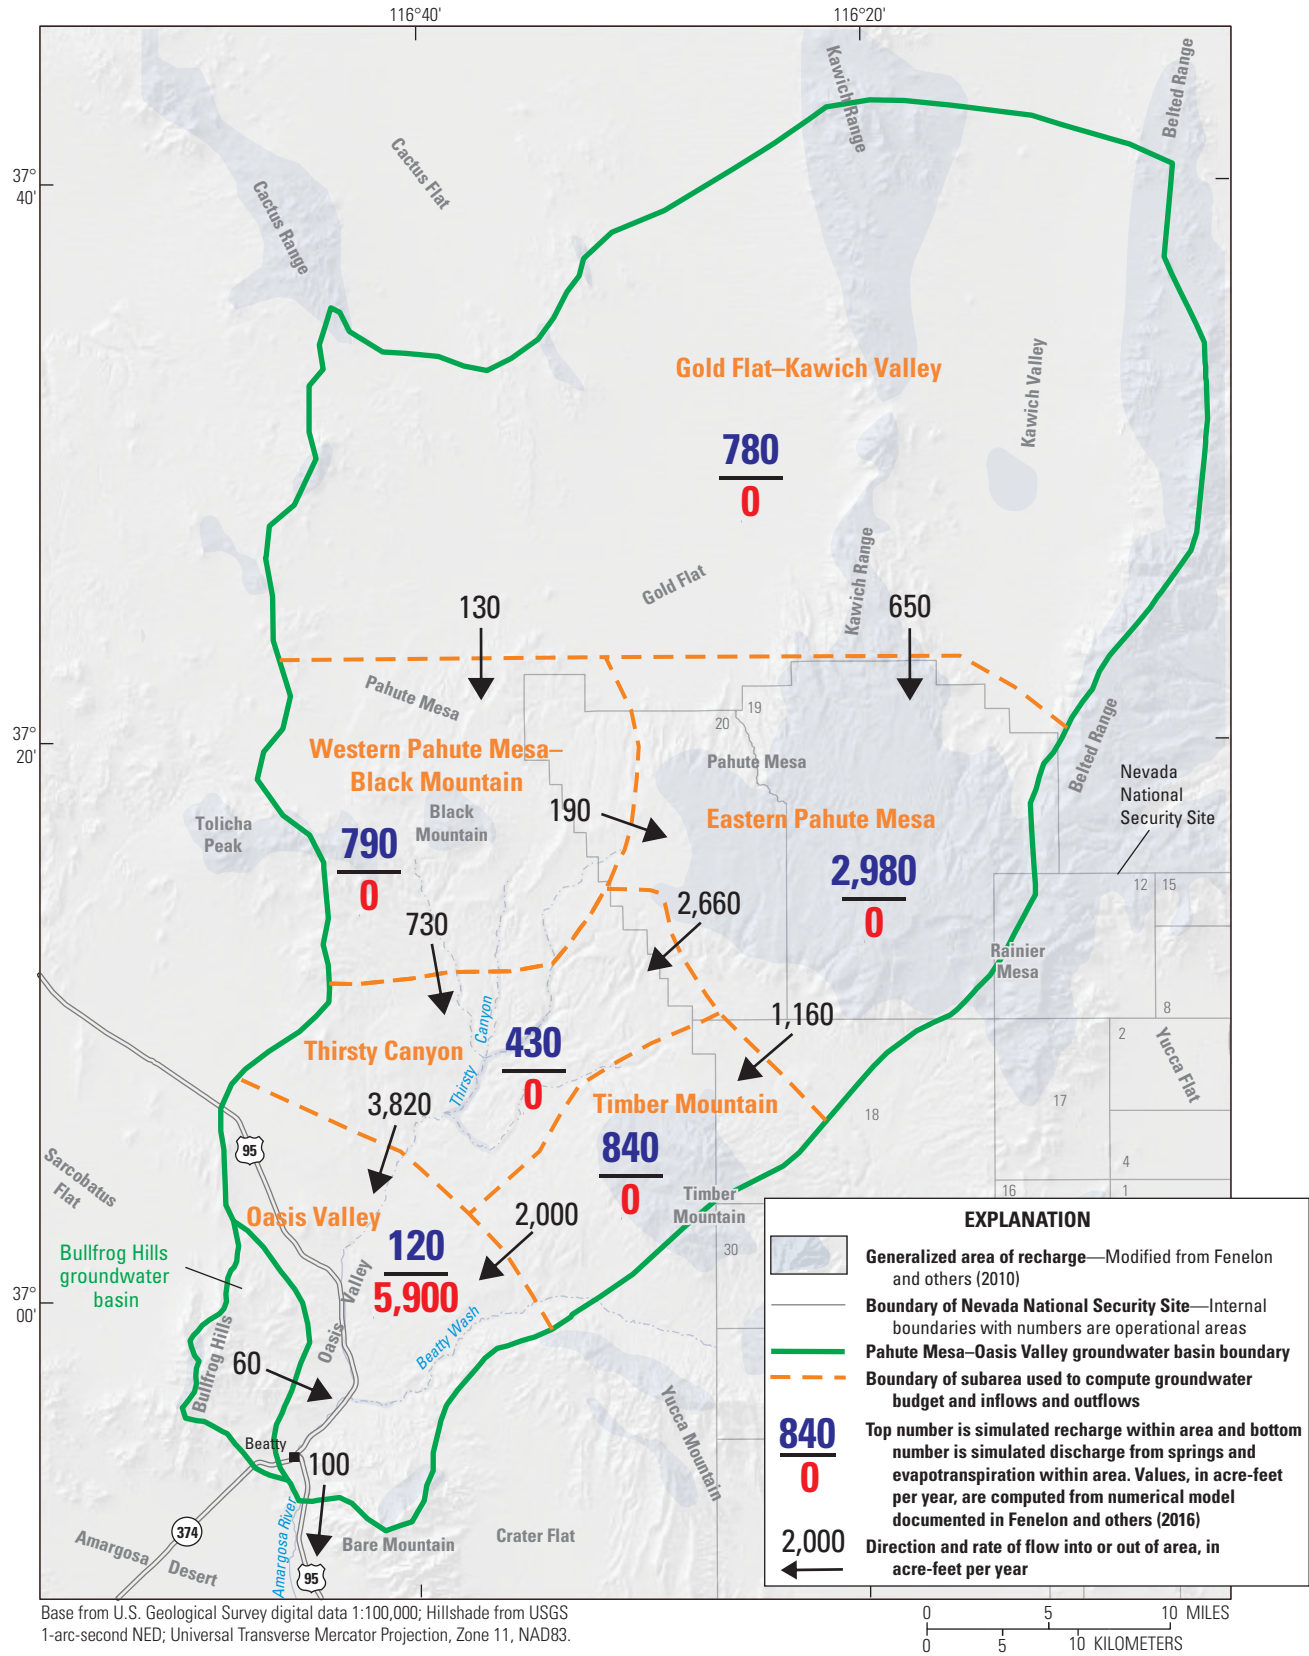 116°40'
116°20'
Kawich Range
Belted Range
Cactus Flat
37°
40'
Cactus Range
Gold Flat–Kawich Valley
Kawich Valley
780
0
Kawich Range
Gold Flat
130
650
Pahute Mesa
19
20
37°
20'
Western Pahute Mesa–
Black Mountain
Pahute Mesa
Belted Range
Nevada
National
Security Site
190
Black
Mountain
Eastern Pahute Mesa
Tolicha
Peak
790
0
2,980
0
12
15
2,660
730
Rainier
Mesa
8
1,160
Thirsty Canyon
Thirsty Canyon
430
0
2
Yucca Flat
3,820
Timber Mountain
18
17
95
840
0
4
Sarcobatus
Flat
16
1
Timber
Mountain
Oasis Valley
2,000
120
5,900
30
Bullfrog Hills
groundwater
basin
Oasis Valley
37°
00'
Beatty Wash
Bullfrog Hills
60
Yucca Mountain
Beatty
100
374
Amargosa Desert
Amargosa River
Bare Mountain
Crater Flat
95
EXPLANATION
Generalized area of recharge—Modified from Fenelon
and others (2010)
Boundary of Nevada National Security Site—Internal
boundaries with numbers are operational areas
Pahute Mesa–Oasis Valley groundwater basin boundary
Boundary of subarea used to compute groundwater
budget and inflows and outflows
840
0
Top number is simulated recharge within area and bottom
number is simulated discharge from springs and
evapotranspiration within area. Values, in acre-feet
per year, are computed from numerical model
documented in Fenelon and others (2016)
2,000
Direction and rate of flow into or out of area, in
acre-feet per year
Base from U.S. Geological Survey digital data 1:100,000; Hillshade from USGS
1-arc-second NED; Universal Transverse Mercator Projection, Zone 11, NAD83.
0 5 10 MILES
0 5 10 KILOMETERS